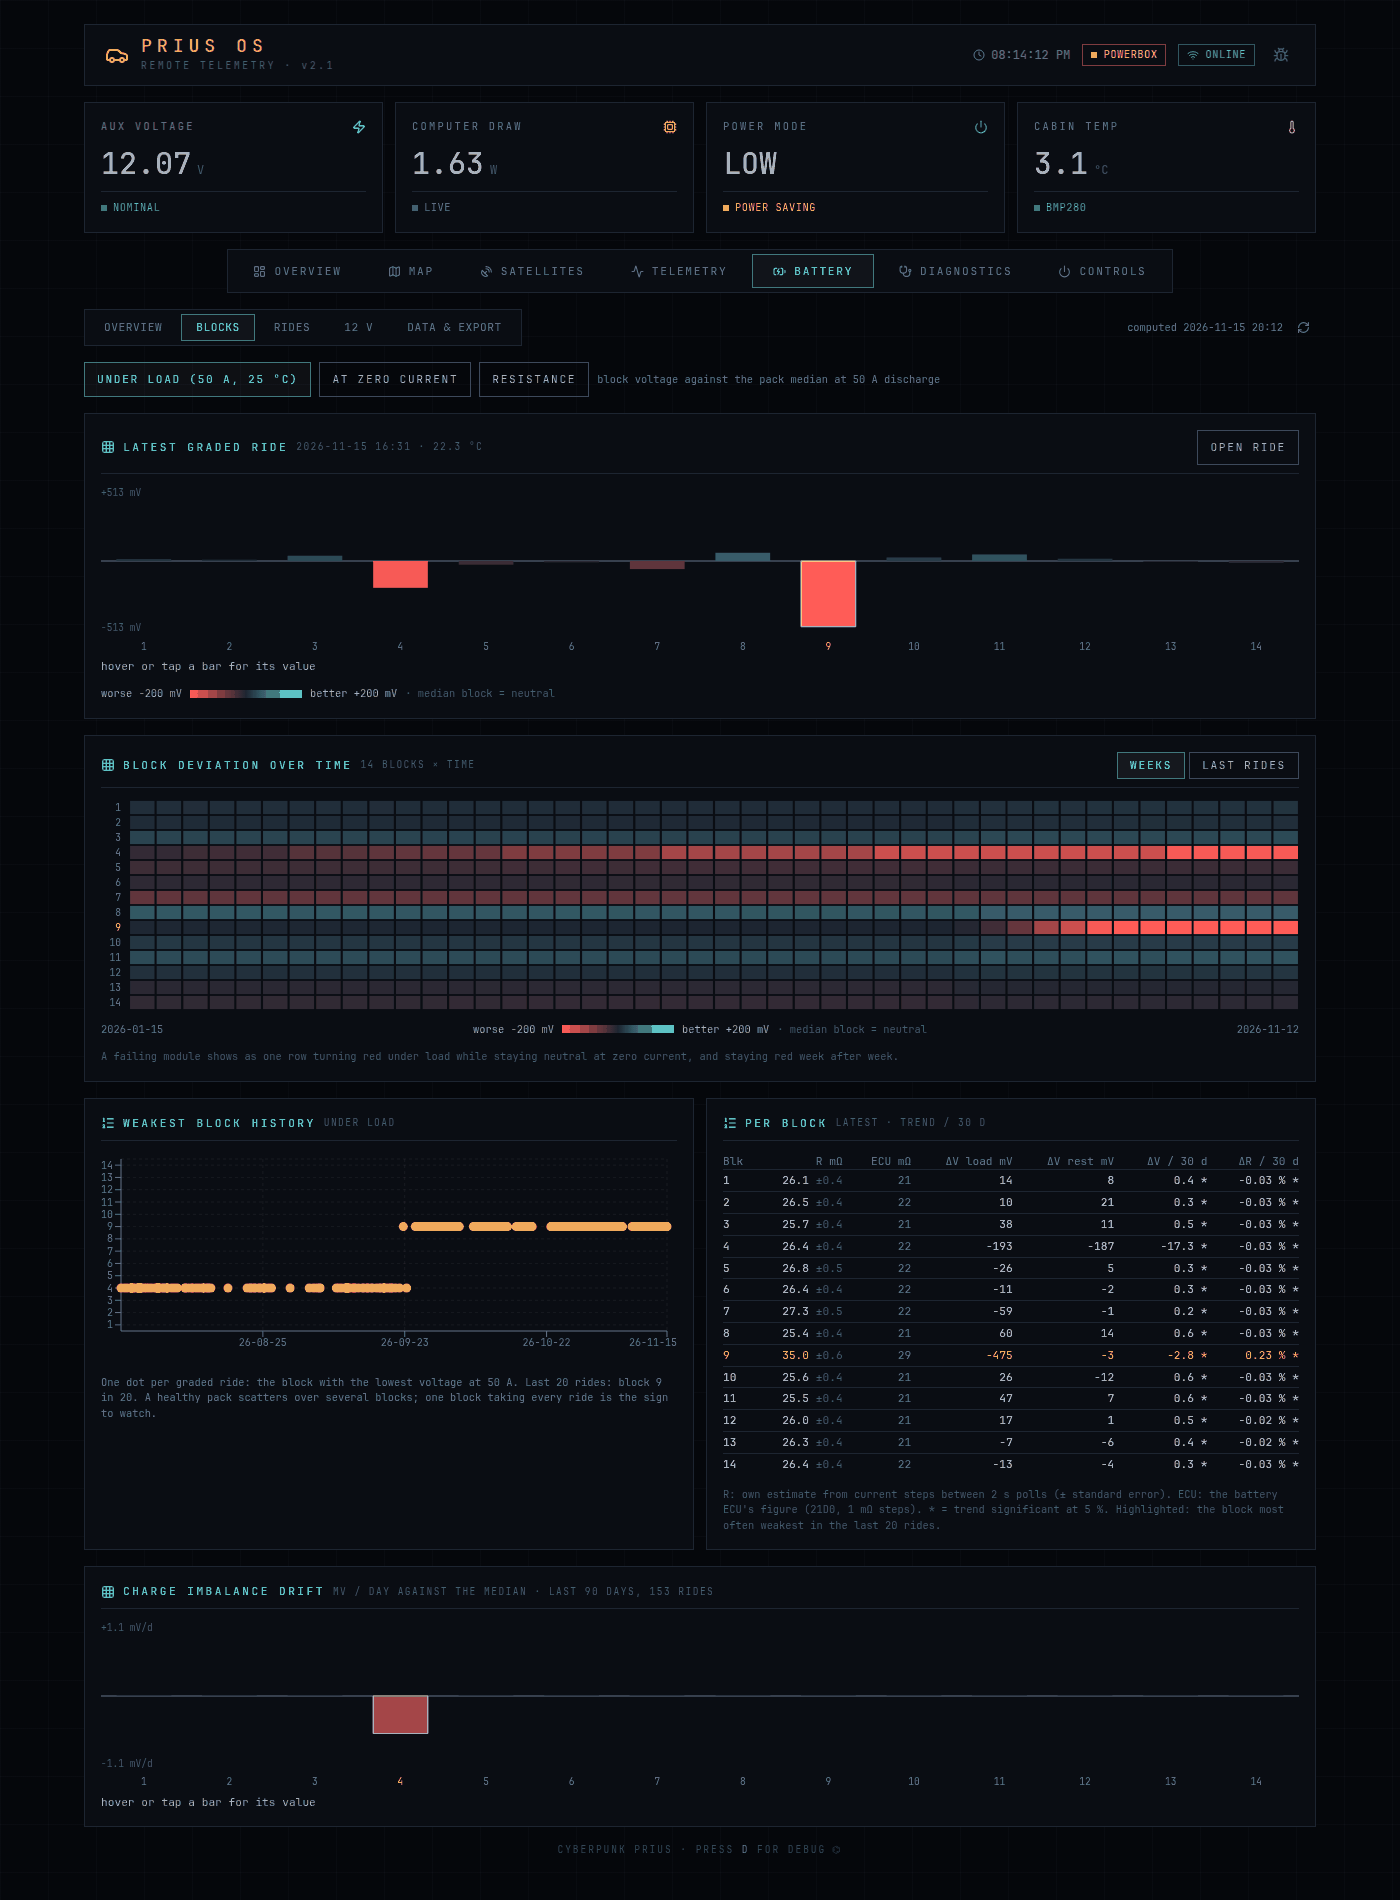 PRIUS OS
REMOTE TELEMETRY · v2.1
08:14:12 PM
POWERBOX
ONLINE
AUX VOLTAGE
12.07 V
NOMINAL
COMPUTER DRAW
1.63 W
LIVE
POWER MODE
LOW
POWER SAVING
CABIN TEMP
3.1 °C
BMP280
OVERVIEW MAP SATELLITES TELEMETRY BATTERY DIAGNOSTICS CONTROLS
OVERVIEW BLOCKS RIDES 12 V DATA & EXPORT
computed 2026-11-15 20:12
UNDER LOAD (50 A, 25 °C) AT ZERO CURRENT RESISTANCE block voltage against the pack median at 50 A discharge
LATEST GRADED RIDE 2026-11-15 16:31 · 22.3 °C
OPEN RIDE
+513 mV
-513 mV
1 2 3 4 5 6 7 8 9 10 11 12 13 14
hover or tap a bar for its value
worse -200 mV better +200 mV · median block = neutral
BLOCK DEVIATION OVER TIME 14 BLOCKS × TIME
WEEKS LAST RIDES
1
2
3
4
5
6
7
8
9
10
11
12
13
14
2026-01-15 worse -200 mV better +200 mV · median block = neutral 2026-11-12
A failing module shows as one row turning red under load while staying neutral at zero current, and staying red week after week.
WEAKEST BLOCK HISTORY UNDER LOAD
14
13
12
11
10
9
8
7
6
5
4
3
2
1
26-08-25 26-09-23 26-10-22 26-11-15
One dot per graded ride: the block with the lowest voltage at 50 A. Last 20 rides: block 9
in 20. A healthy pack scatters over several blocks; one block taking every ride is the sign
to watch.
PER BLOCK LATEST · TREND / 30 D
Blk R mΩ ECU mΩ ΔV load mV ΔV rest mV ΔV / 30 d ΔR / 30 d
1 26.1 ±0.4 21 14 8 0.4 * -0.03 % *
2 26.5 ±0.4 22 10 21 0.3 * -0.03 % *
3 25.7 ±0.4 21 38 11 0.5 * -0.03 % *
4 26.4 ±0.4 22 -193 -187 -17.3 * -0.03 % *
5 26.8 ±0.5 22 -26 5 0.3 * -0.03 % *
6 26.4 ±0.4 22 -11 -2 0.3 * -0.03 % *
7 27.3 ±0.5 22 -59 -1 0.2 * -0.03 % *
8 25.4 ±0.4 21 60 14 0.6 * -0.03 % *
9 35.0 ±0.6 29 -475 -3 -2.8 * 0.23 % *
10 25.6 ±0.4 21 26 -12 0.6 * -0.03 % *
11 25.5 ±0.4 21 47 7 0.6 * -0.03 % *
12 26.0 ±0.4 21 17 1 0.5 * -0.02 % *
13 26.3 ±0.4 21 -7 -6 0.4 * -0.02 % *
14 26.4 ±0.4 22 -13 -4 0.3 * -0.03 % *
R: own estimate from current steps between 2 s polls (± standard error). ECU: the battery
ECU's figure (21D0, 1 mΩ steps). * = trend significant at 5 %. Highlighted: the block most
often weakest in the last 20 rides.
CHARGE IMBALANCE DRIFT MV / DAY AGAINST THE MEDIAN · LAST 90 DAYS, 153 RIDES
+1.1 mV/d
-1.1 mV/d
1 2 3 4 5 6 7 8 9 10 11 12 13 14
hover or tap a bar for its value
CYBERPUNK PRIUS · PRESS D FOR DEBUG